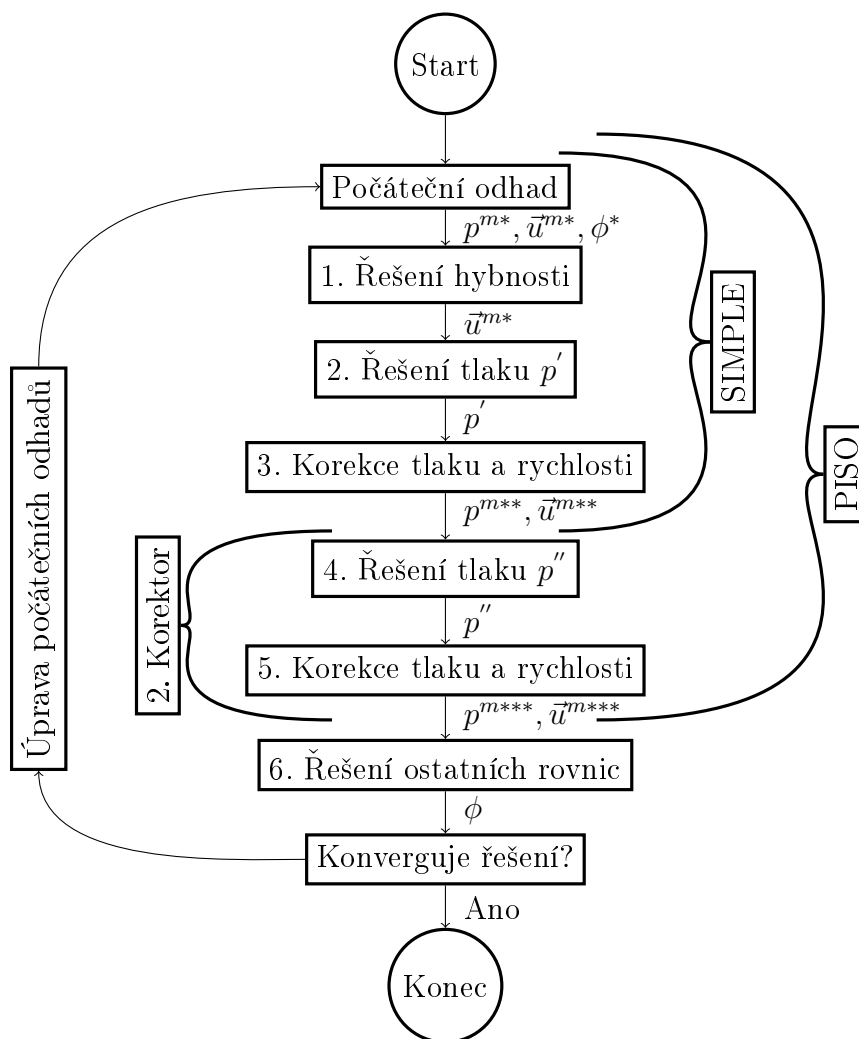 Start
Počáteční odhad
p^{m*}, \vec{u}^{m*}, \phi^*
1. Řešení hybnosti
\vec{u}^{m*}
2. Řešení tlaku p'
p'
3. Korekce tlaku a rychlosti
p^{m**}, \vec{u}^{m**}
4. Řešení tlaku p''
p''
5. Korekce tlaku a rychlosti
p^{m***}, \vec{u}^{m***}
6. Řešení ostatních rovnic
\phi
Konverguje řešení?
Ano
Konec
Úprava počátečních odhadů
2. Korektor
SIMPLE
PISO